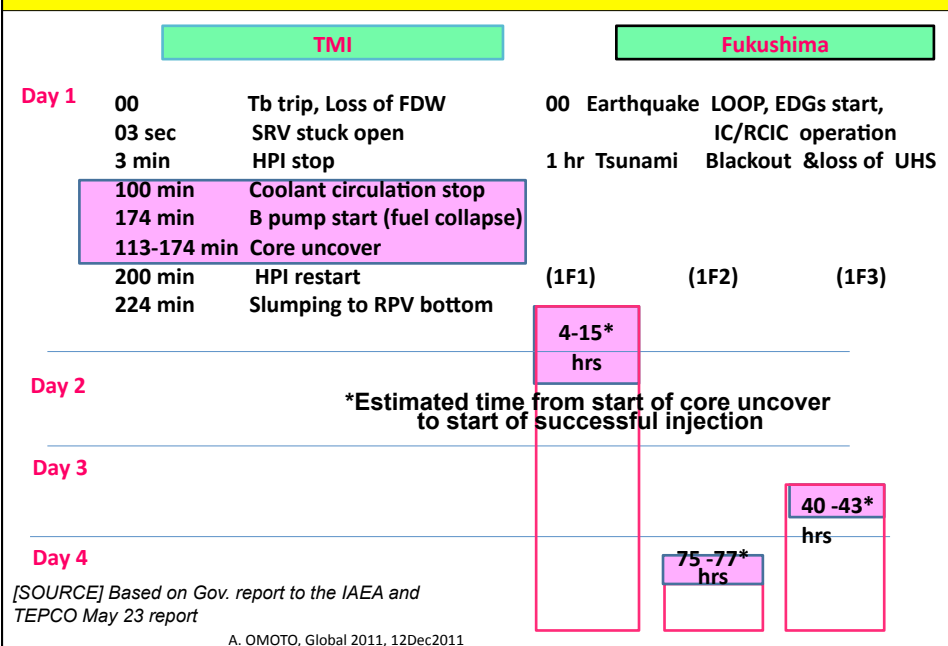 TMI
Fukushima
Day 1
00 Tb trip, Loss of FDW
03 sec SRV stuck open
3 min HPI stop
100 min Coolant circulation stop
174 min B pump start (fuel collapse)
113-174 min Core uncover
200 min HPI restart
224 min Slumping to RPV bottom
00 Earthquake LOOP, EDGs start,
IC/RCIC operation
1 hr Tsunami Blackout &loss of UHS
(1F1) (1F2) (1F3)
4-15*
hrs
Day 2
*Estimated time from start of core uncover
to start of successful injection
Day 3
40 -43*
hrs
Day 4
75 -77*
hrs
[SOURCE] Based on Gov. report to the IAEA and
TEPCO May 23 report
A. OMOTO, Global 2011, 12Dec2011